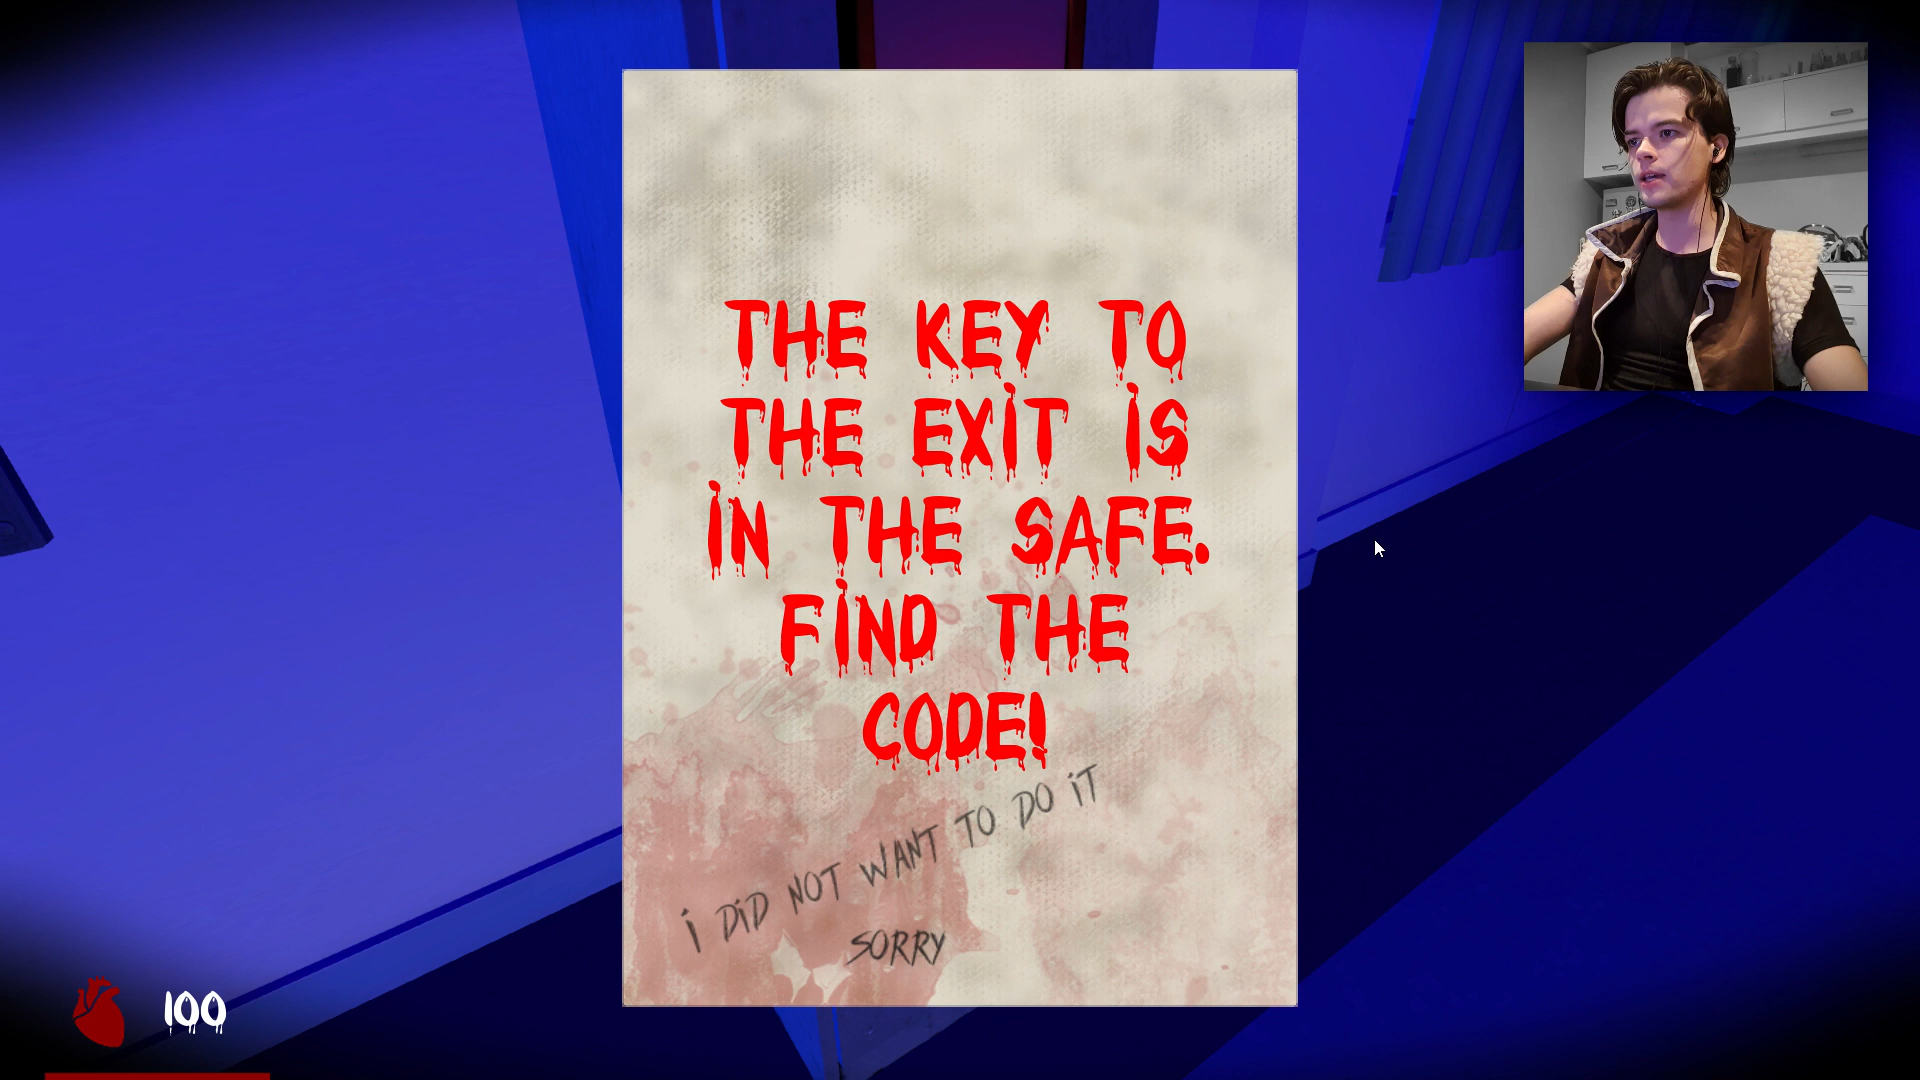 THE KEY TO
THE EXIT IS
IN THE SAFE.
FIND THE
CODE!
I DID NOT WANT TO DO IT
SORRY
100